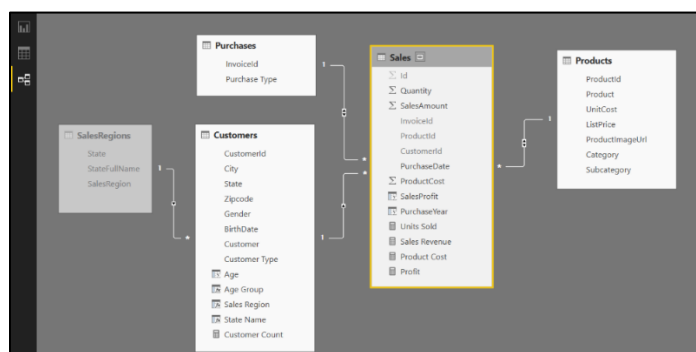 Purchases
InvoiceId
Purchase Type
1
SalesRegions
State
StateFullName
SalesRegion
1
*
Customers
CustomerId
City
State
Zipcode
Gender
BirthDate
Customer
Customer Type
Age
Age Group
Sales Region
State Name
Customer Count
1
*
*
Sales
Id
Quantity
SalesAmount
InvoiceId
ProductId
CustomerId
PurchaseDate
ProductCost
SalesProfit
PurchaseYear
Units Sold
Sales Revenue
Product Cost
Profit
*
1
Products
ProductId
Product
UnitCost
ListPrice
ProductImageUrl
Category
Subcategory